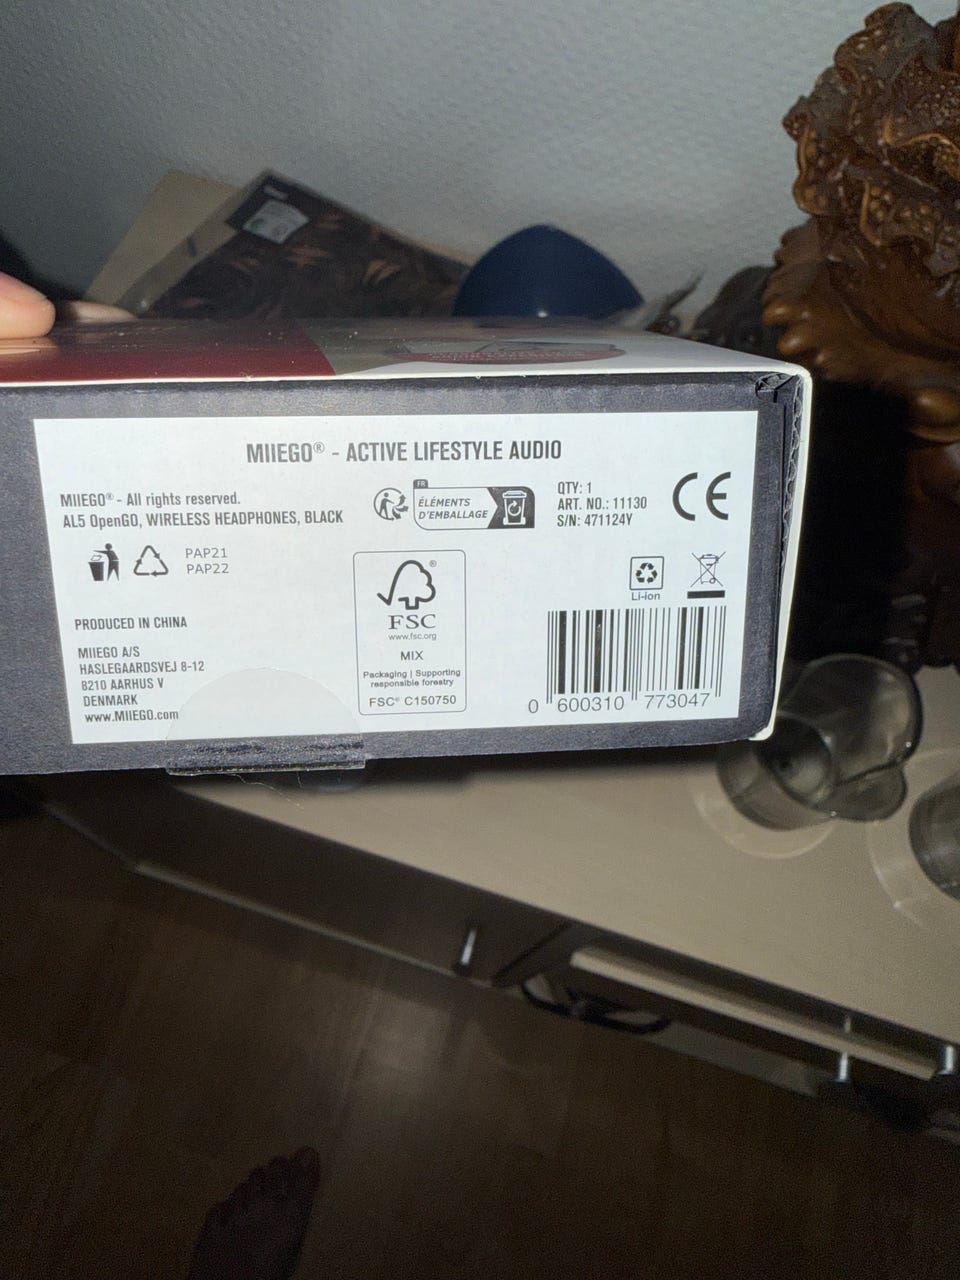 MIIEGO® - ACTIVE LIFESTYLE AUDIO
MIIEGO® - All rights reserved.
AL5 OpenGO, WIRELESS HEADPHONES, BLACK
FR
ÉLÉMENTS
D'EMBALLAGE
QTY: 1
ART. NO.: 11130
S/N: 471124Y
CE
PAP21
PAP22
PRODUCED IN CHINA
MIIEGO A/S
HASLEGAARDSVEJ 8-12
8210 AARHUS V
DENMARK
www.MIIEGO.com
®
FSC
www.fsc.org
MIX
Packaging | Supporting
responsible forestry
FSC® C150750
Li-ion
0 600310 773047